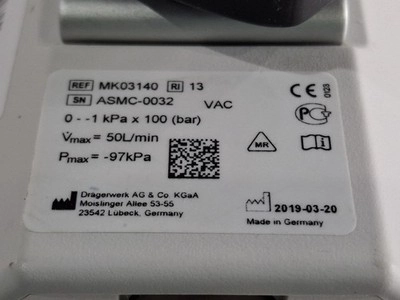 REF MK03140 RI 13
SN ASMC-0032 VAC
0 - -1 kPa x 100 (bar)
V̇max = 50L/min
Pmax = -97kPa
MR
Drägerwerk AG & Co. KGaA
Moislinger Allee 53-55
23542 Lübeck, Germany
CE
2019-03-20
Made in Germany